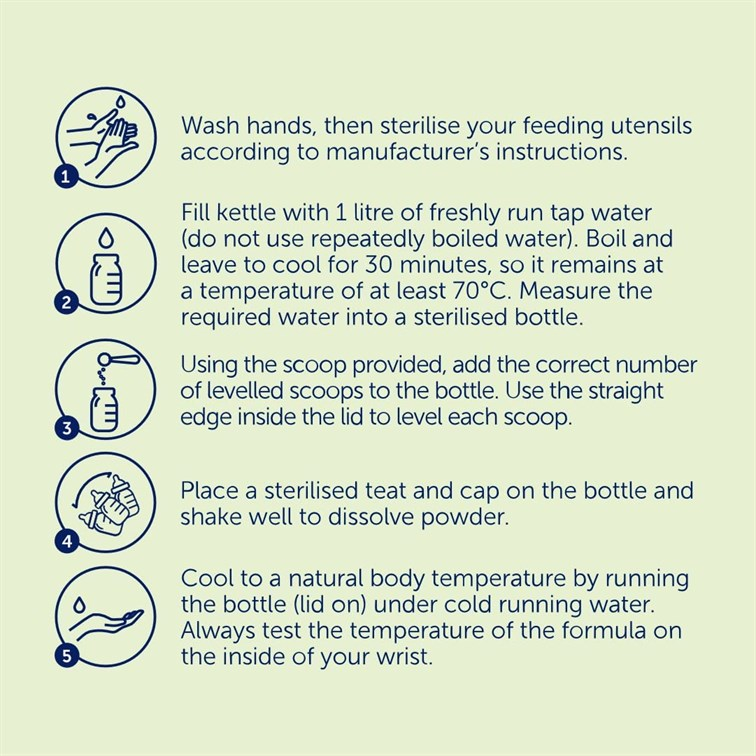 1
Wash hands, then sterilise your feeding utensils
according to manufacturer's instructions.
2
Fill kettle with 1 litre of freshly run tap water
(do not use repeatedly boiled water). Boil and
leave to cool for 30 minutes, so it remains at
a temperature of at least 70°C. Measure the
required water into a sterilised bottle.
3
Using the scoop provided, add the correct number
of levelled scoops to the bottle. Use the straight
edge inside the lid to level each scoop.
4
Place a sterilised teat and cap on the bottle and
shake well to dissolve powder.
5
Cool to a natural body temperature by running
the bottle (lid on) under cold running water.
Always test the temperature of the formula on
the inside of your wrist.